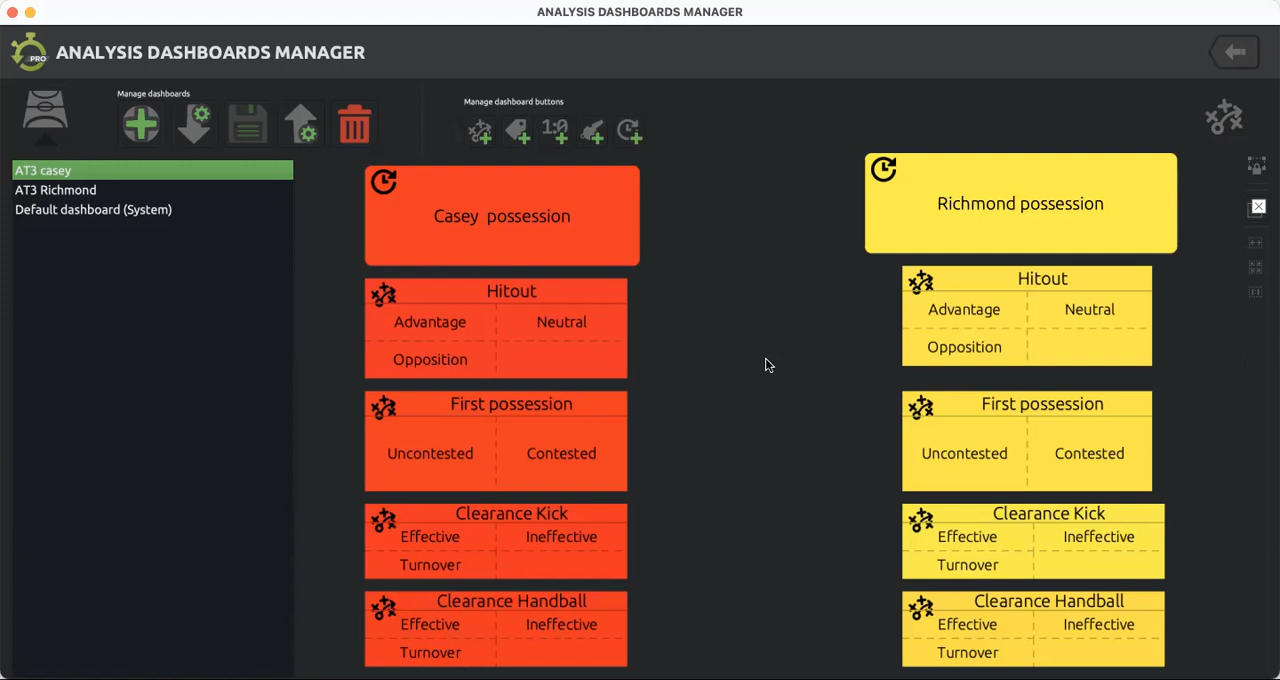 ANALYSIS DASHBOARDS MANAGER
PRO ANALYSIS DASHBOARDS MANAGER
Manage dashboards
Manage dashboard buttons
1:0
AT3 casey
AT3 Richmond
Default dashboard (System)
Casey possession
Hitout
Advantage Neutral
Opposition
First possession
Uncontested Contested
Clearance Kick
Effective Ineffective
Turnover
Clearance Handball
Effective Ineffective
Turnover
Richmond possession
Hitout
Advantage Neutral
Opposition
First possession
Uncontested Contested
Clearance Kick
Effective Ineffective
Turnover
Clearance Handball
Effective Ineffective
Turnover